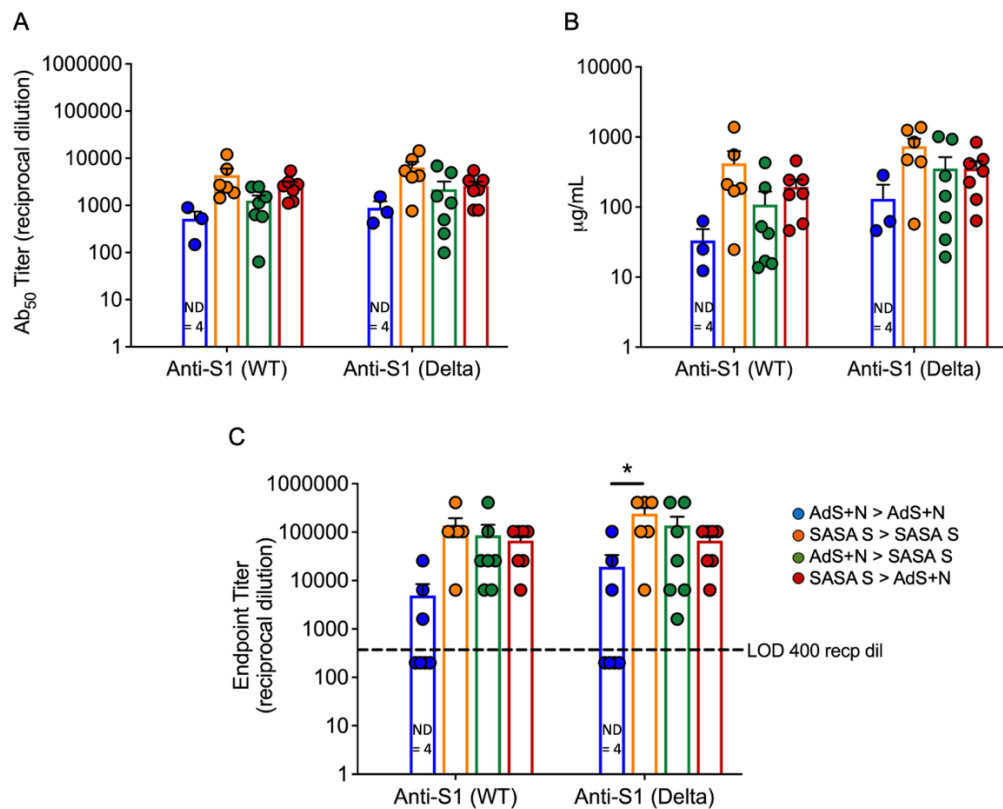 A
Ab50 Titer (reciprocal dilution)
1000000
100000
10000
1000
100
10
1
ND
= 4
ND
= 4
Anti-S1 (WT)
Anti-S1 (Delta)
B
µg/mL
10000
1000
100
10
1
ND
= 4
ND
= 4
Anti-S1 (WT)
Anti-S1 (Delta)
C
Endpoint Titer
(reciprocal dilution)
1000000
100000
10000
1000
100
10
1
*
ND
= 4
ND
= 4
LOD 400 recp dil
Anti-S1 (WT)
Anti-S1 (Delta)
AdS+N > AdS+N
SASA S > SASA S
AdS+N > SASA S
SASA S > AdS+N